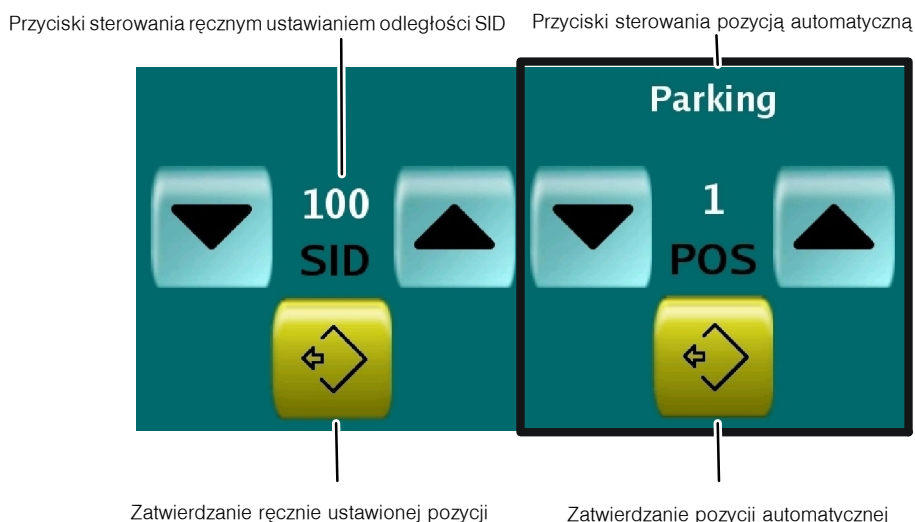 Przyciski sterowania ręcznym ustawianiem odległości SID
Przyciski sterowania pozycją automatyczną
Parking
100
SID
1
POS
Zatwierdzanie ręcznie ustawionej pozycji
Zatwierdzanie pozycji automatycznej